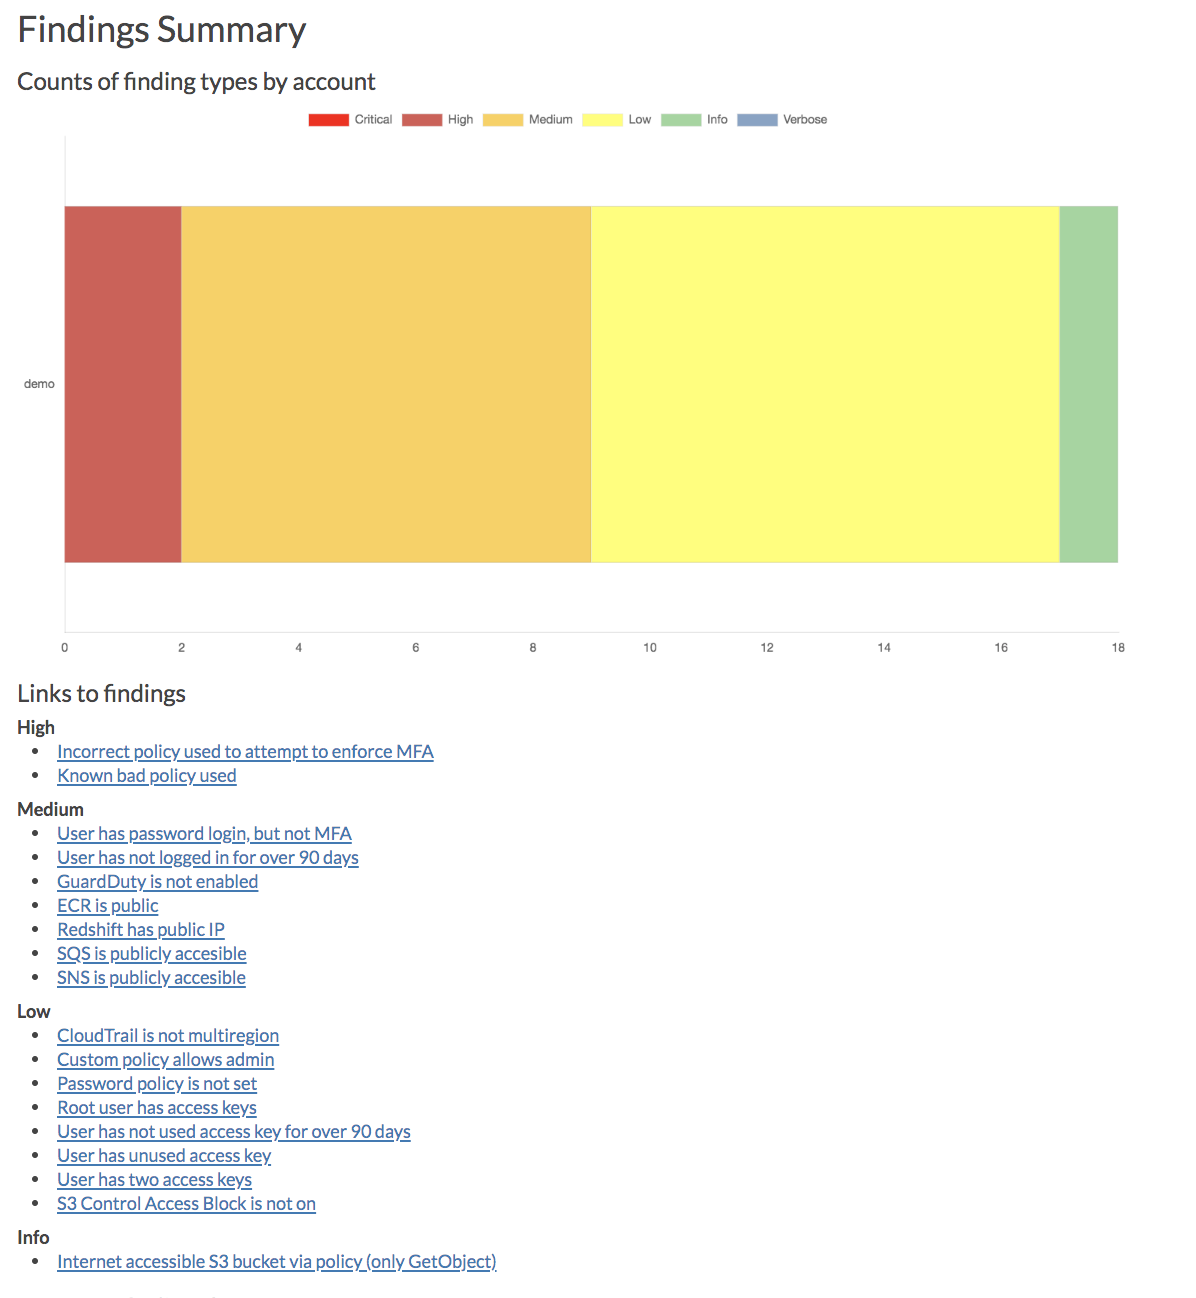 Findings Summary
Counts of finding types by account
Critical High Medium Low Info Verbose
demo
0 2 4 6 8 10 12 14 16 18
Links to findings
High
• Incorrect policy used to attempt to enforce MFA
• Known bad policy used
Medium
• User has password login, but not MFA
• User has not logged in for over 90 days
• GuardDuty is not enabled
• ECR is public
• Redshift has public IP
• SQS is publicly accesible
• SNS is publicly accesible
Low
• CloudTrail is not multiregion
• Custom policy allows admin
• Password policy is not set
• Root user has access keys
• User has not used access key for over 90 days
• User has unused access key
• User has two access keys
• S3 Control Access Block is not on
Info
• Internet accessible S3 bucket via policy (only GetObject)